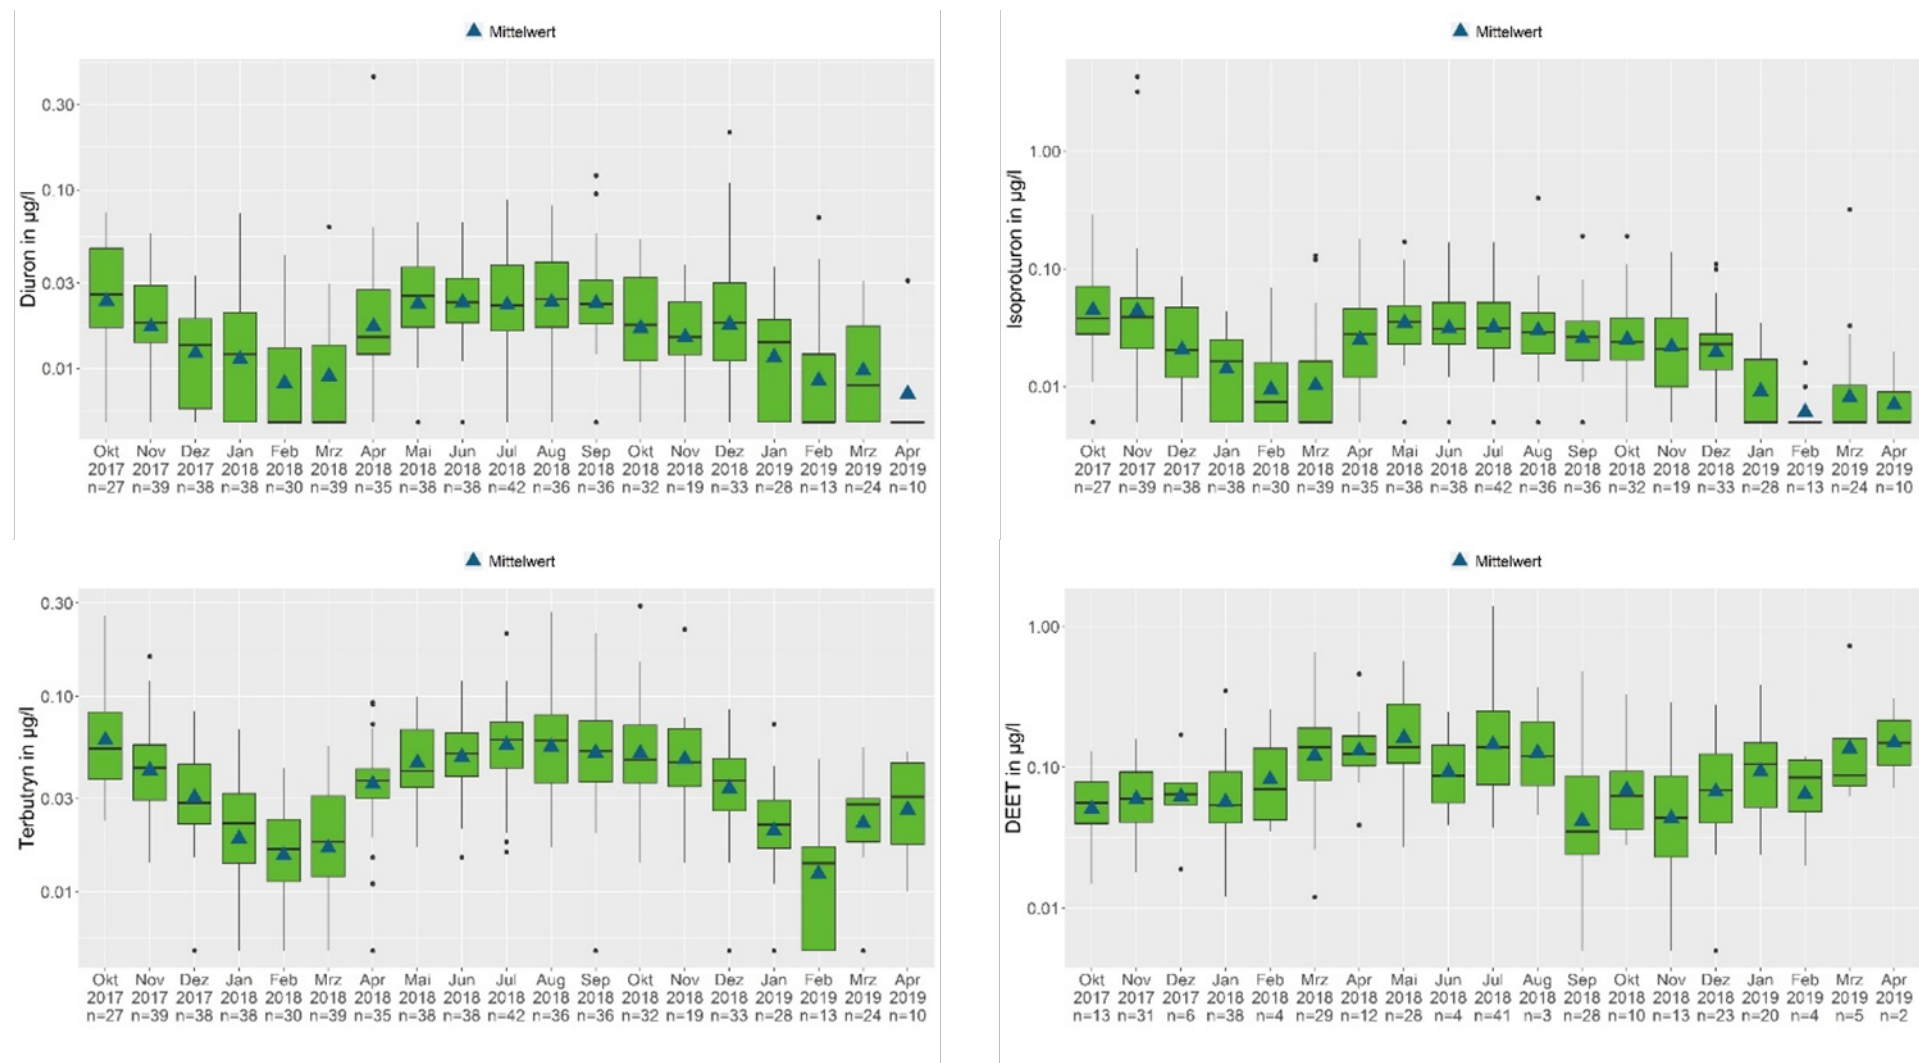 Mittelwert
Diuron in µg/l
0.30
0.10
0.03
0.01
Okt Nov Dez Jan Feb Mrz Apr Mai Jun Jul Aug Sep Okt Nov Dez Jan Feb Mrz Apr
2017 2017 2017 2018 2018 2018 2018 2018 2018 2018 2018 2018 2018 2018 2018 2019 2019 2019 2019
n=27 n=39 n=38 n=38 n=30 n=39 n=35 n=38 n=38 n=42 n=36 n=36 n=32 n=19 n=33 n=28 n=13 n=24 n=10
Mittelwert
Isoproturon in µg/l
1.00
0.10
0.01
Okt Nov Dez Jan Feb Mrz Apr Mai Jun Jul Aug Sep Okt Nov Dez Jan Feb Mrz Apr
2017 2017 2017 2018 2018 2018 2018 2018 2018 2018 2018 2018 2018 2018 2018 2019 2019 2019 2019
n=27 n=39 n=38 n=38 n=30 n=39 n=35 n=38 n=38 n=42 n=36 n=36 n=32 n=19 n=33 n=28 n=13 n=24 n=10
Mittelwert
Terbutryn in µg/l
0.30
0.10
0.03
0.01
Okt Nov Dez Jan Feb Mrz Apr Mai Jun Jul Aug Sep Okt Nov Dez Jan Feb Mrz Apr
2017 2017 2017 2018 2018 2018 2018 2018 2018 2018 2018 2018 2018 2018 2018 2019 2019 2019 2019
n=27 n=39 n=38 n=38 n=30 n=39 n=35 n=38 n=38 n=42 n=36 n=36 n=32 n=19 n=33 n=28 n=13 n=24 n=10
Mittelwert
DEET in µg/l
1.00
0.10
0.01
Okt Nov Dez Jan Feb Mrz Apr Mai Jun Jul Aug Sep Okt Nov Dez Jan Feb Mrz Apr
2017 2017 2017 2018 2018 2018 2018 2018 2018 2018 2018 2018 2018 2018 2018 2019 2019 2019 2019
n=13 n=31 n=6 n=38 n=4 n=29 n=12 n=28 n=4 n=41 n=3 n=28 n=10 n=13 n=23 n=20 n=4 n=5 n=2